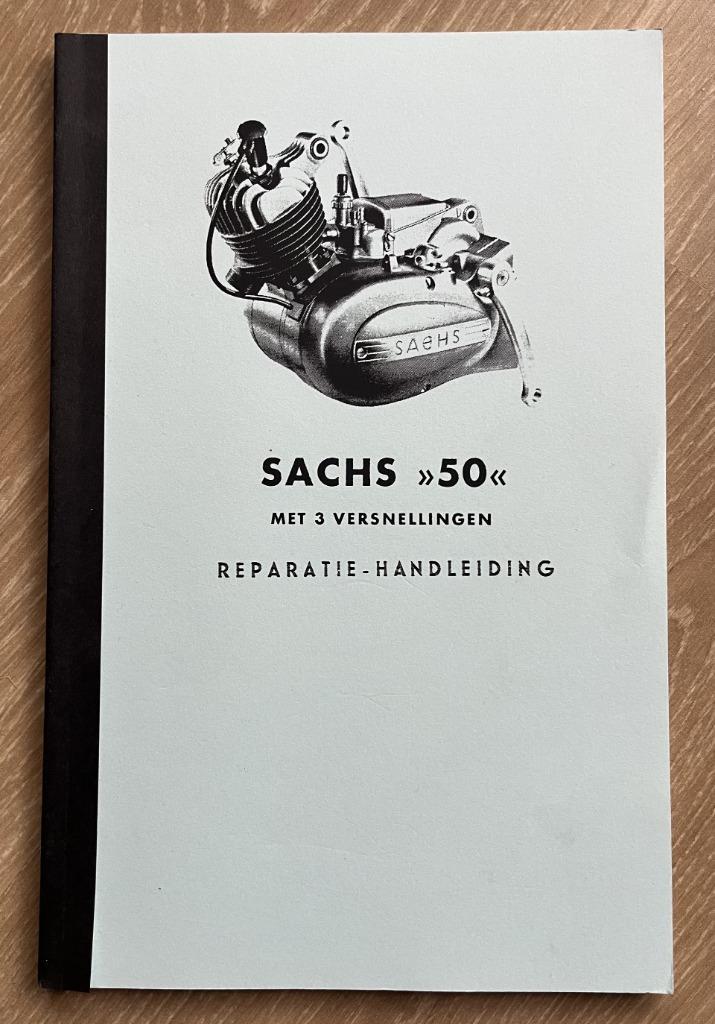 SACHS
SACHS »50«
MET 3 VERSNELLINGEN
REPARATIE-HANDLEIDING